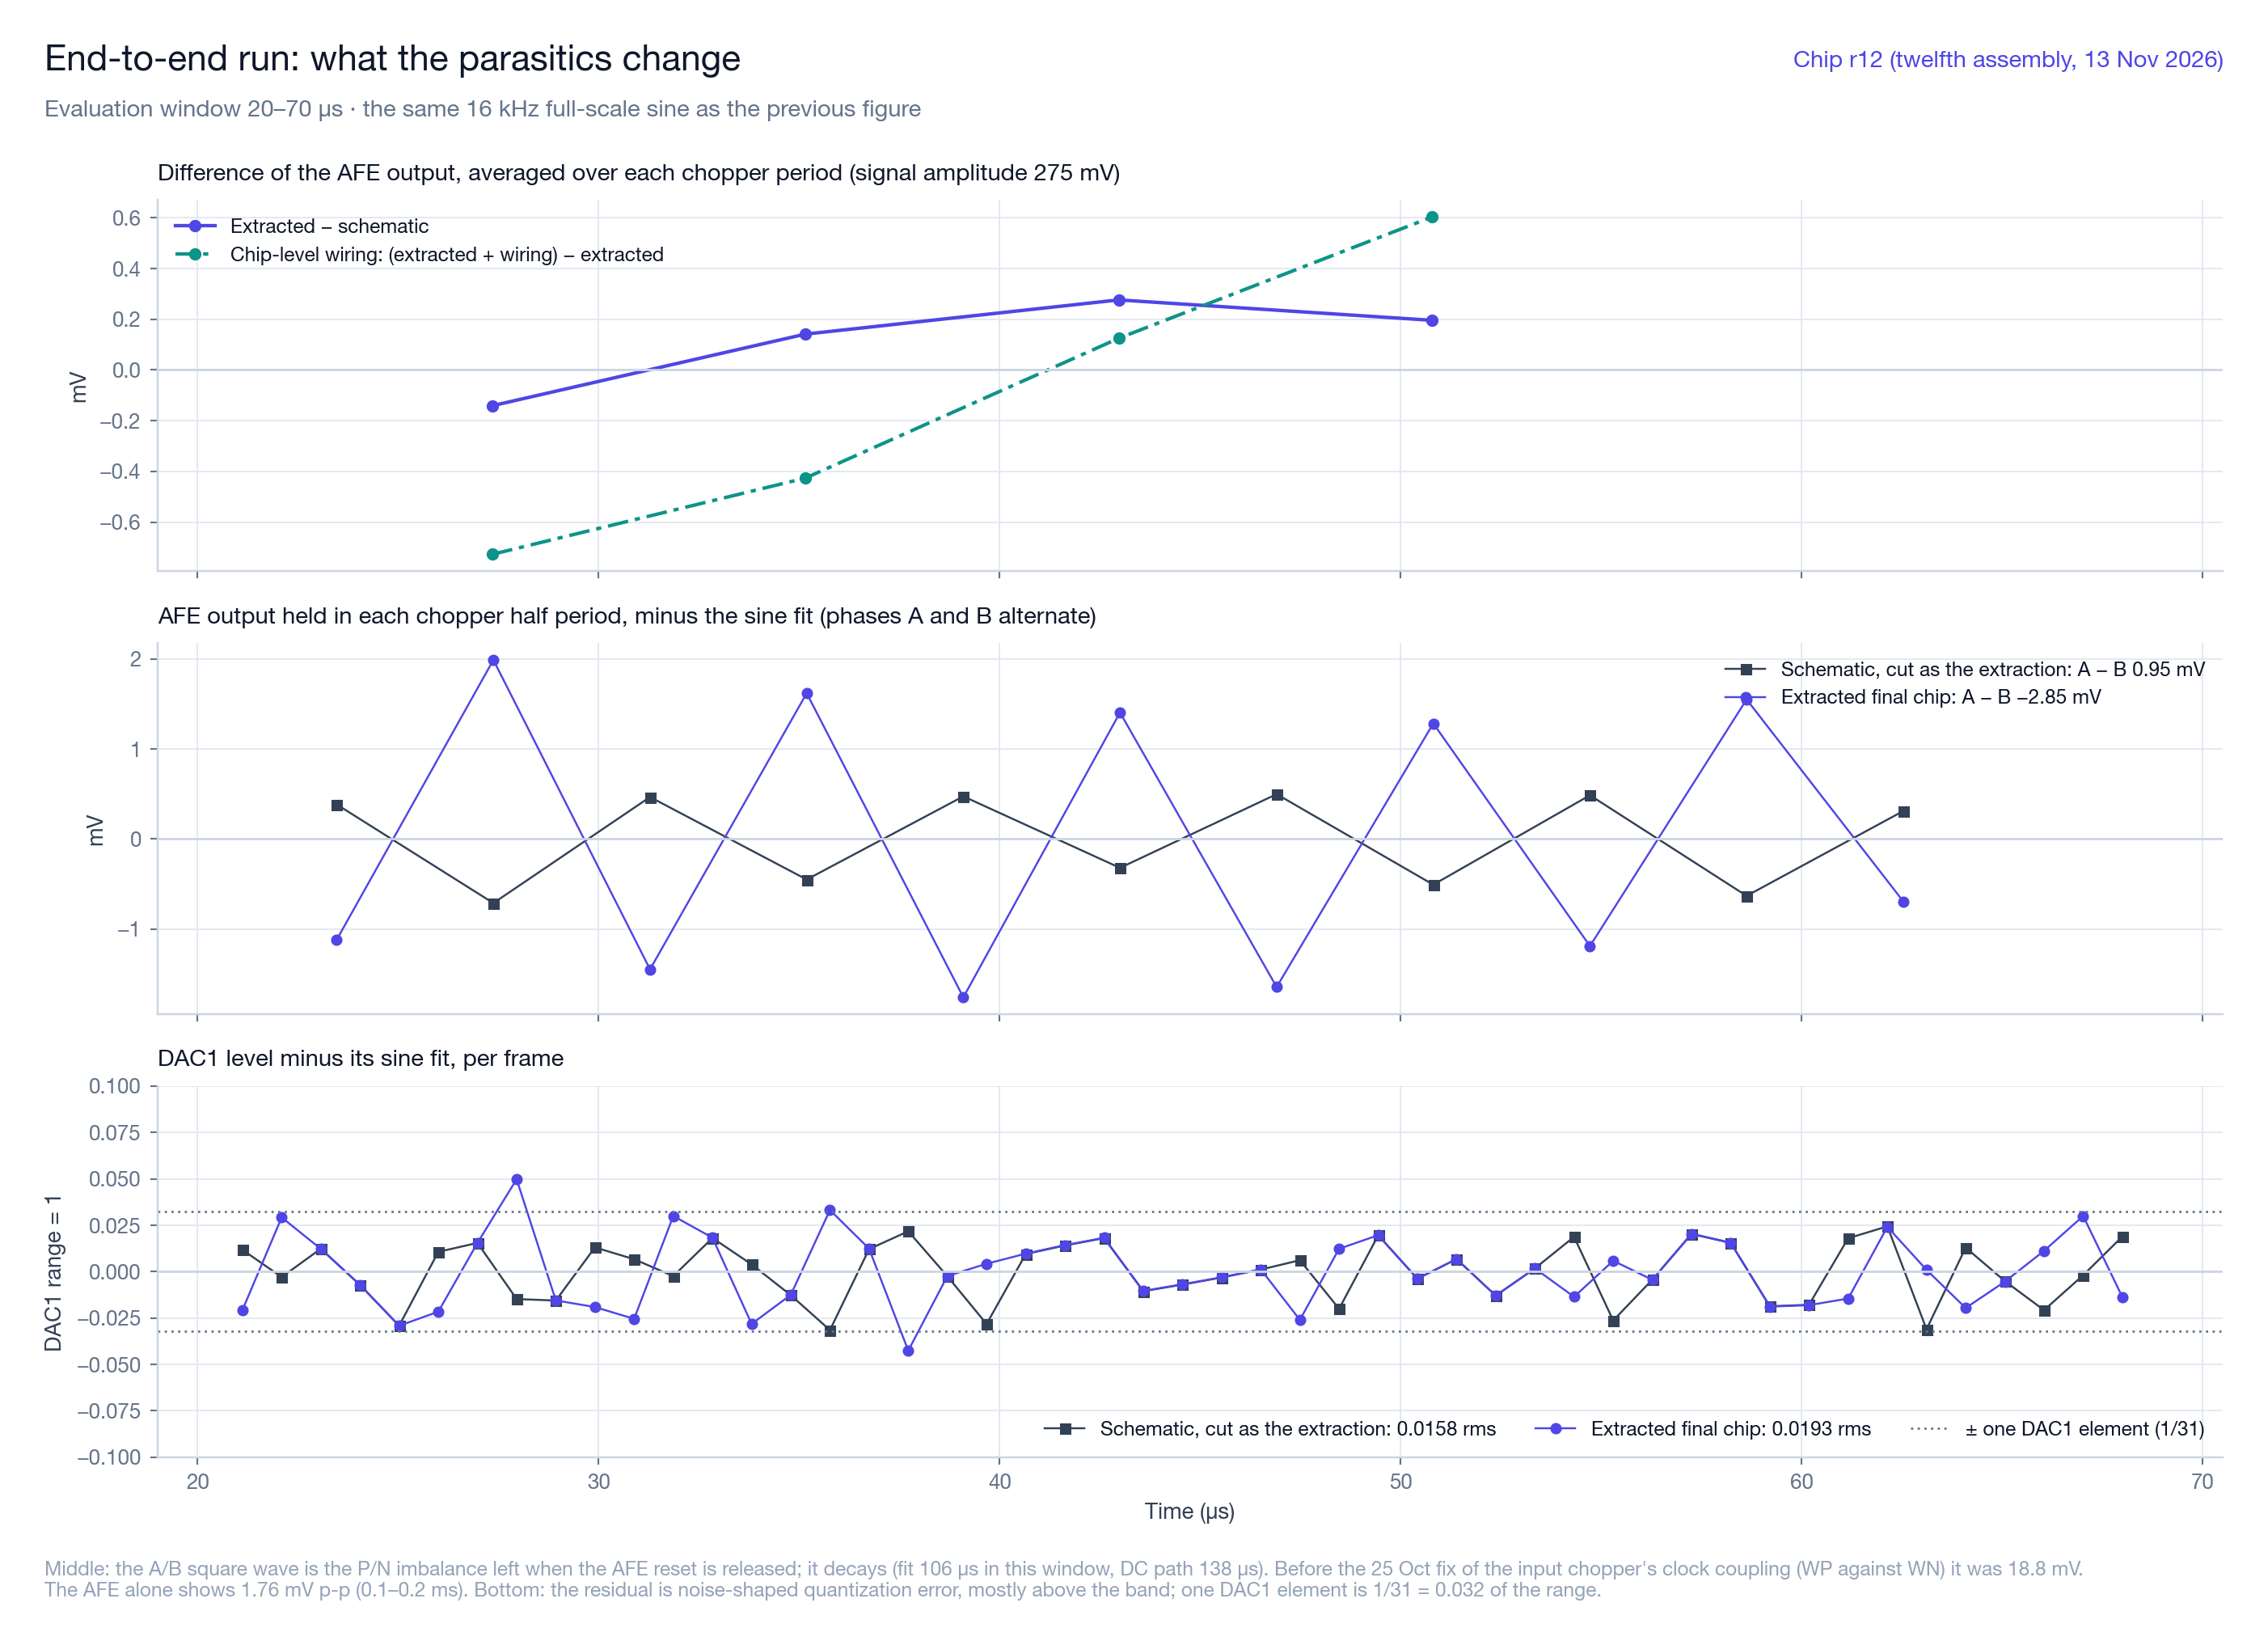 End-to-end run: what the parasitics change
Chip r12 (twelfth assembly, 13 Nov 2026)
Evaluation window 20–70 µs · the same 16 kHz full-scale sine as the previous figure
Difference of the AFE output, averaged over each chopper period (signal amplitude 275 mV)
Extracted − schematic
Chip-level wiring: (extracted + wiring) − extracted
0.6
0.4
0.2
0.0
−0.2
−0.4
−0.6
mV
AFE output held in each chopper half period, minus the sine fit (phases A and B alternate)
Schematic, cut as the extraction: A − B 0.95 mV
Extracted final chip: A − B −2.85 mV
2
1
0
−1
mV
DAC1 level minus its sine fit, per frame
0.100
0.075
0.050
0.025
0.000
−0.025
−0.050
−0.075
−0.100
DAC1 range = 1
Schematic, cut as the extraction: 0.0158 rms
Extracted final chip: 0.0193 rms
± one DAC1 element (1/31)
20
30
40
50
60
70
Time (µs)
Middle: the A/B square wave is the P/N imbalance left when the AFE reset is released; it decays (fit 106 µs in this window, DC path 138 µs). Before the 25 Oct fix of the input chopper's clock coupling (WP against WN) it was 18.8 mV.
The AFE alone shows 1.76 mV p-p (0.1–0.2 ms). Bottom: the residual is noise-shaped quantization error, mostly above the band; one DAC1 element is 1/31 = 0.032 of the range.